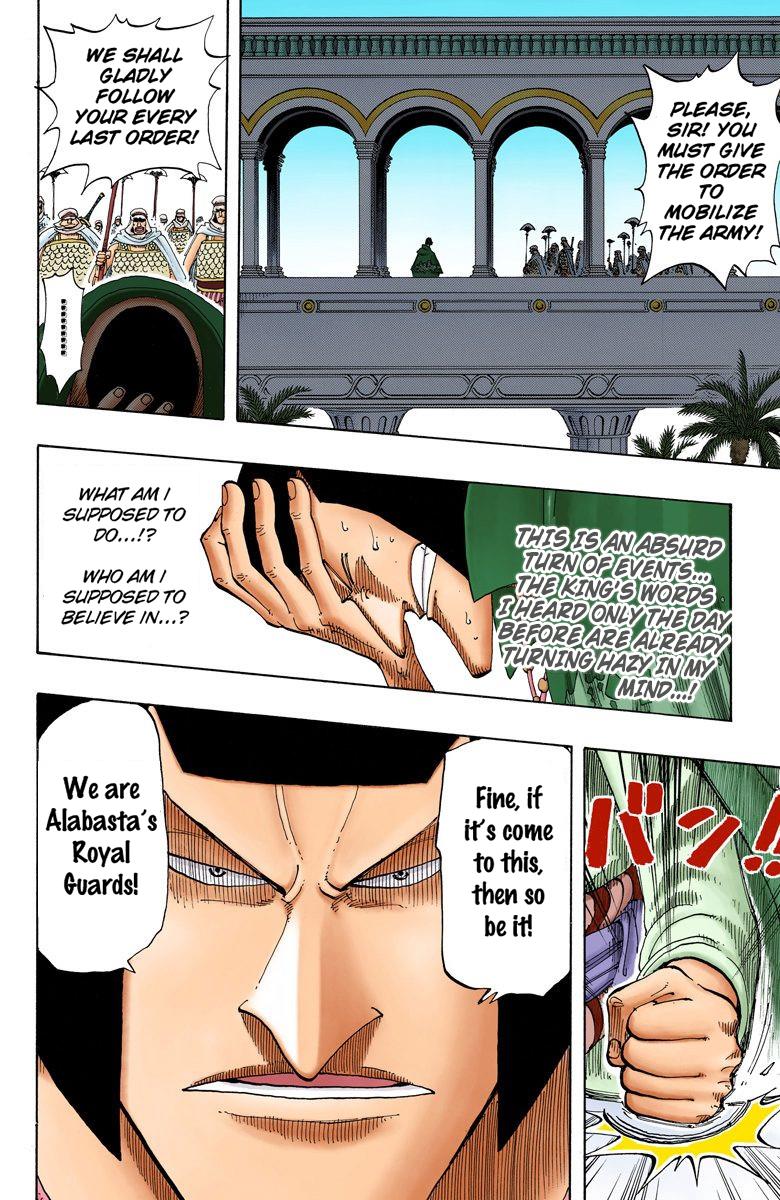 PLEASE,
SIR! YOU
MUST GIVE
THE ORDER
TO
MOBILIZE
THE ARMY!
WE SHALL
GLADLY
FOLLOW
YOUR EVERY
LAST ORDER!
THIS IS AN ABSURD
TURN OF EVENTS...
THE KING'S WORDS
I HEARD ONLY THE DAY
BEFORE ARE ALREADY
TURNING HAZY IN MY
MIND...!
WHAT AM I
SUPPOSED TO
DO...!?
WHO AM I
SUPPOSED TO
BELIEVE IN...?
バン!!
Fine, if
it's come
to this,
then so
be it!
We are
Alabasta's
Royal
Guards!